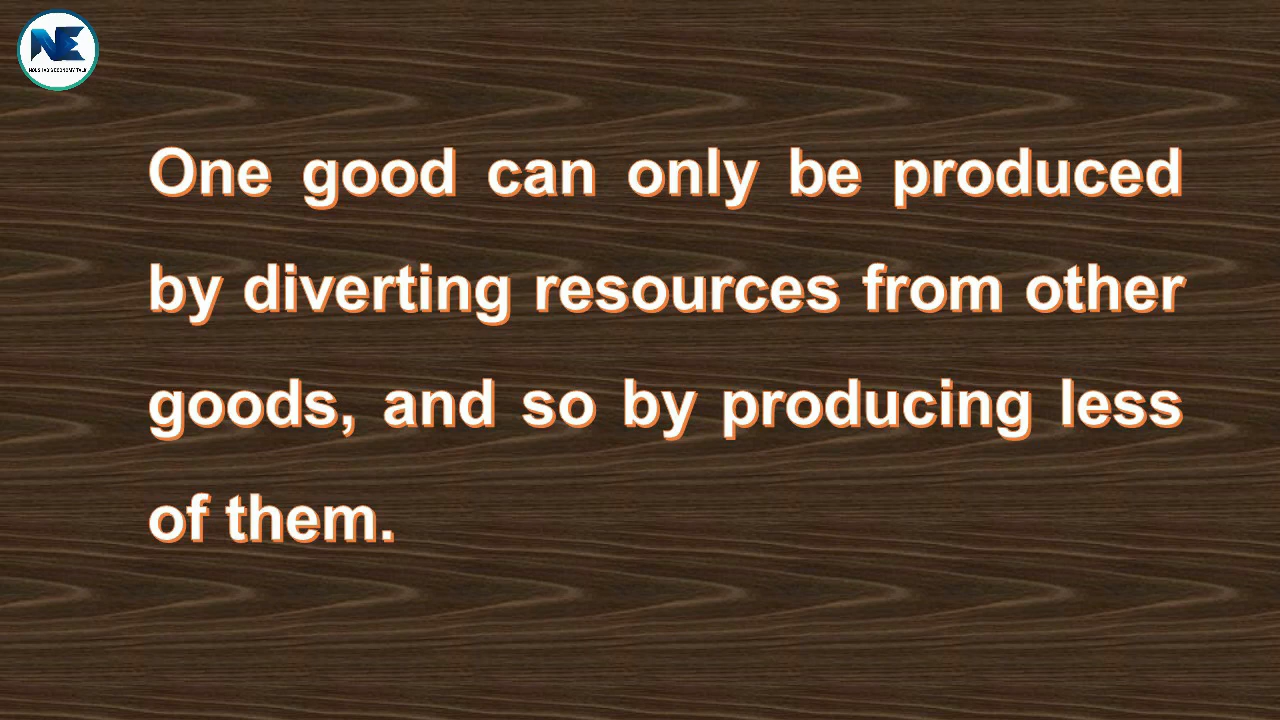 NE
One good can only be produced
by diverting resources from other
goods, and so by producing less
of them.